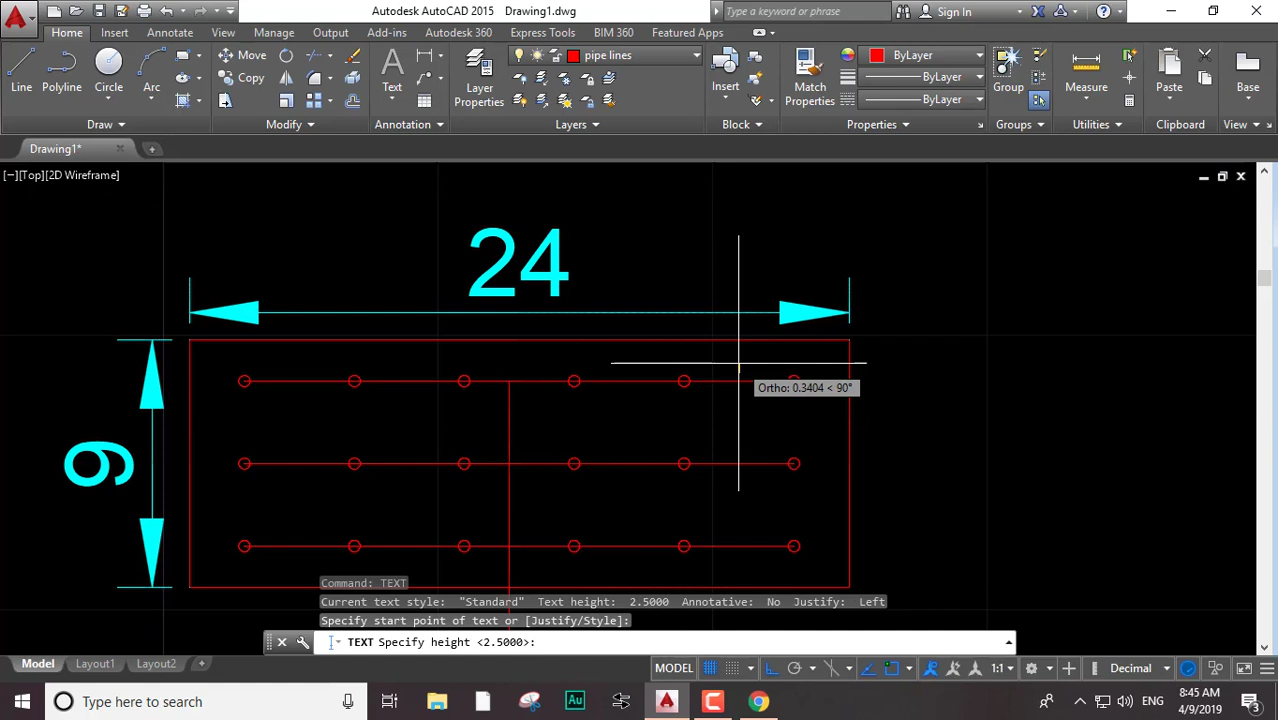 Autodesk AutoCAD 2015 Drawing1.dwg
Type a keyword or phrase
Sign In
Home Insert Annotate View Manage Output Add-ins Autodesk 360 Express Tools BIM 360 Featured Apps
Line Polyline Circle Arc
Move
Copy
Text
Layer Properties
pipe lines
Insert
Match Properties
ByLayer
ByLayer
ByLayer
Group
Measure
Paste
Base
Draw Modify Annotation Layers Block Properties Groups Utilities Clipboard View
Drawing1*
[−][Top][2D Wireframe]
24
9
Ortho: 0.3404 < 90°
Command: TEXT
Current text style: "Standard" Text height: 2.5000 Annotative: No Justify: Left
Specify start point of text or [Justify/Style]:
TEXT Specify height <2.5000>:
Model Layout1 Layout2
MODEL 1:1 Decimal
Type here to search
Au
ENG
8:45 AM
4/9/2019
3